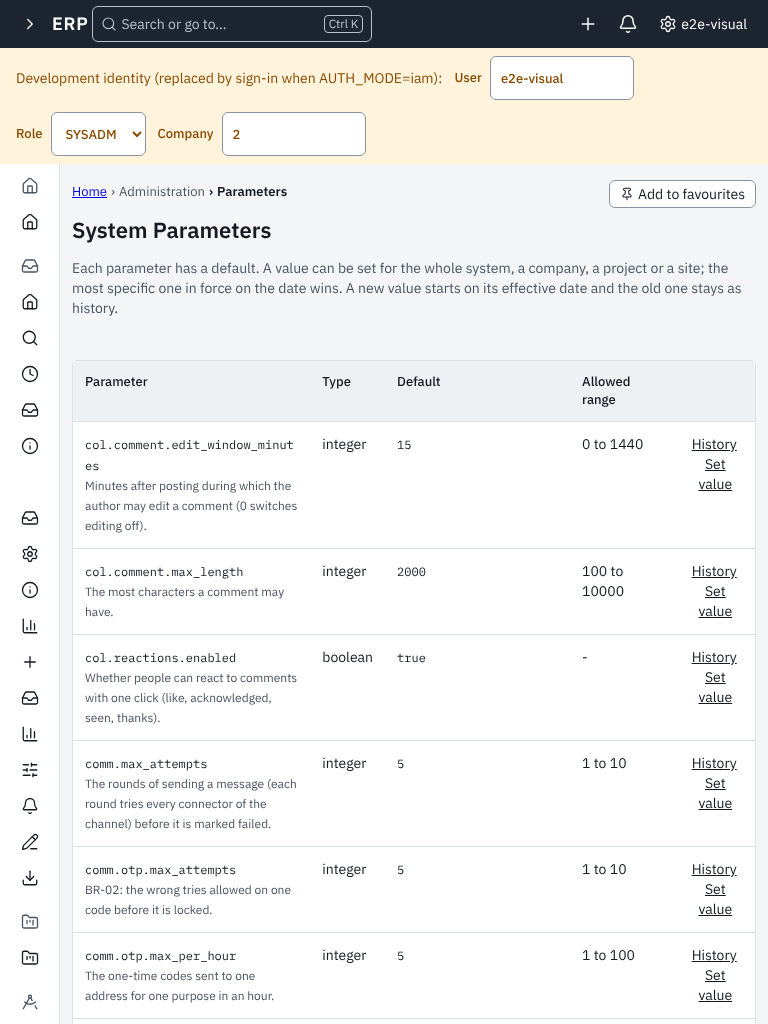 ERP
Search or go to...
Ctrl K
e2e-visual
Development identity (replaced by sign-in when AUTH_MODE=iam):
User
e2e-visual
Role
SYSADM
Company
2
Home › Administration › Parameters
Add to favourites
System Parameters
Each parameter has a default. A value can be set for the whole system, a company, a project or a site; the
most specific one in force on the date wins. A new value starts on its effective date and the old one stays as
history.
Parameter
Type
Default
Allowed
range
col.comment.edit_window_minut
es
Minutes after posting during which the
author may edit a comment (0 switches
editing off).
integer
15
0 to 1440
History
Set
value
col.comment.max_length
The most characters a comment may
have.
integer
2000
100 to
10000
History
Set
value
col.reactions.enabled
Whether people can react to comments
with one click (like, acknowledged,
seen, thanks).
boolean
true
-
History
Set
value
comm.max_attempts
The rounds of sending a message (each
round tries every connector of the
channel) before it is marked failed.
integer
5
1 to 10
History
Set
value
comm.otp.max_attempts
BR-02: the wrong tries allowed on one
code before it is locked.
integer
5
1 to 10
History
Set
value
comm.otp.max_per_hour
The one-time codes sent to one
address for one purpose in an hour.
integer
5
1 to 100
History
Set
value